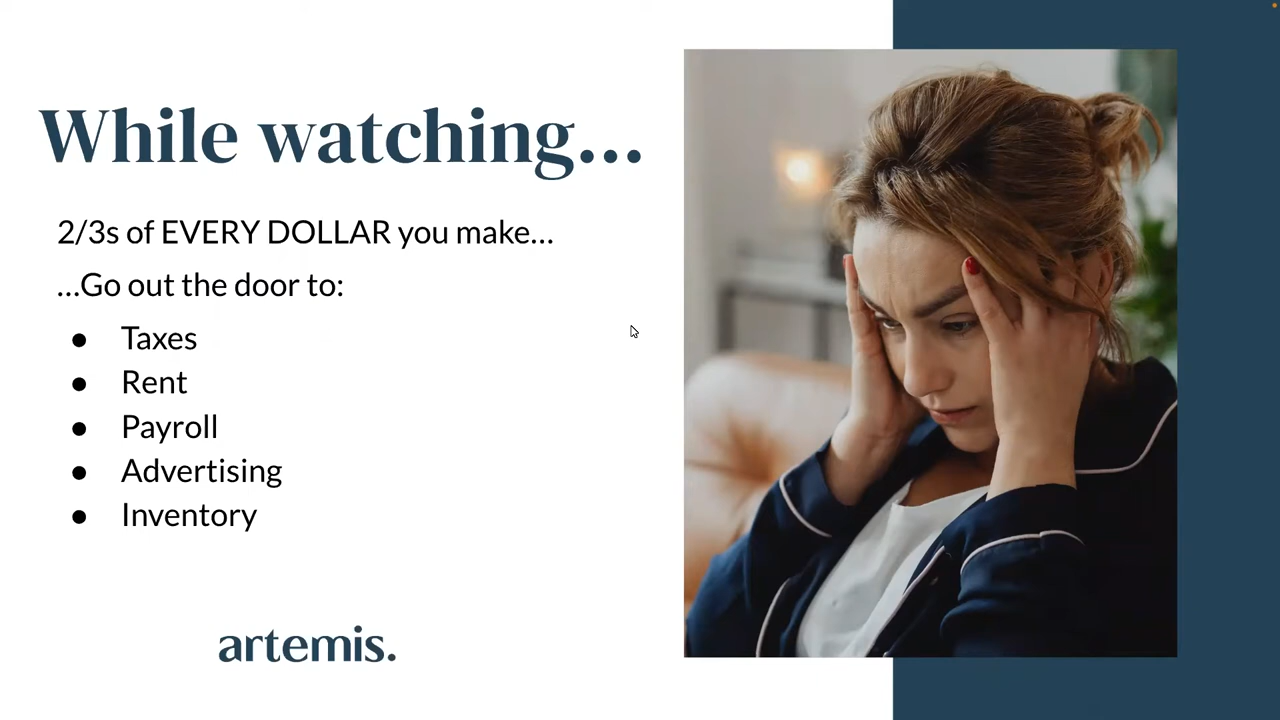 While watching...
2/3s of EVERY DOLLAR you make...
...Go out the door to:
● Taxes
● Rent
● Payroll
● Advertising
● Inventory
artemis.